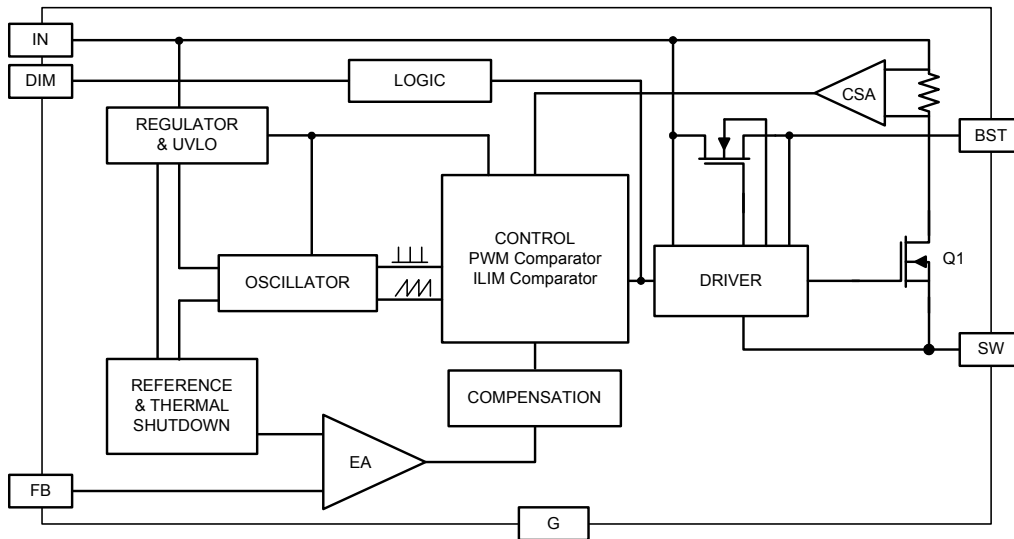 IN
DIM
LOGIC
CSA
REGULATOR
& UVLO
BST
CONTROL
PWM Comparator
ILIM Comparator
OSCILLATOR
DRIVER
Q1
SW
REFERENCE
& THERMAL
SHUTDOWN
COMPENSATION
EA
FB
G